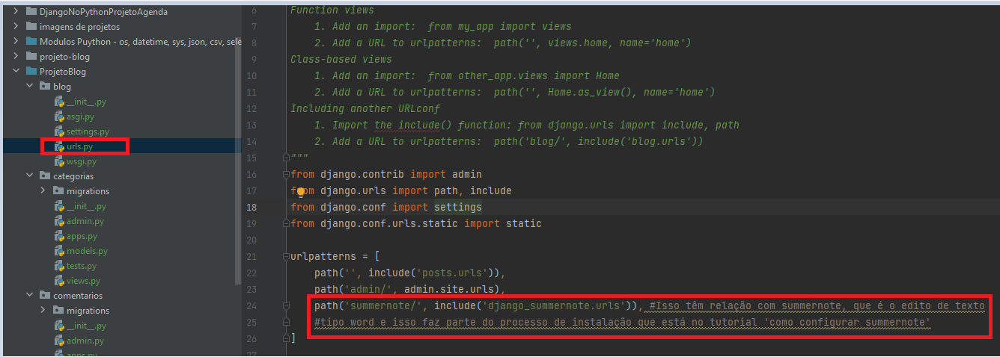 DjangoNoPythonProjetoAgenda
imagens de projetos
Modulos Puython - os, datetime, sys, json, csv, sele
projeto-blog
ProjetoBlog
blog
__init__.py
asgi.py
settings.py
urls.py
wsgi.py
categorias
migrations
__init__.py
admin.py
apps.py
models.py
tests.py
views.py
comentarios
migrations
__init__.py
admin.py
apps.py
6 Function views
7 1. Add an import:  from my_app import views
8 2. Add a URL to urlpatterns:  path('', views.home, name='home')
9 Class-based views
10 1. Add an import:  from other_app.views import Home
11 2. Add a URL to urlpatterns:  path('', Home.as_view(), name='home')
12 Including another URLconf
13 1. Import the include() function: from django.urls import include, path
14 2. Add a URL to urlpatterns:  path('blog/', include('blog.urls'))
15 """
16 from django.contrib import admin
17 from django.urls import path, include
18 from django.conf import settings
19 from django.conf.urls.static import static
20
21 urlpatterns = [
22 path('', include('posts.urls')),
23 path('admin/', admin.site.urls),
24 path('summernote/', include('django_summernote.urls')), #Isso têm relação com summernote, que é o edito de texto
25 #tipo word e isso faz parte do processo de instalação que está no tutorial 'como configurar summernote'
26 ]
27